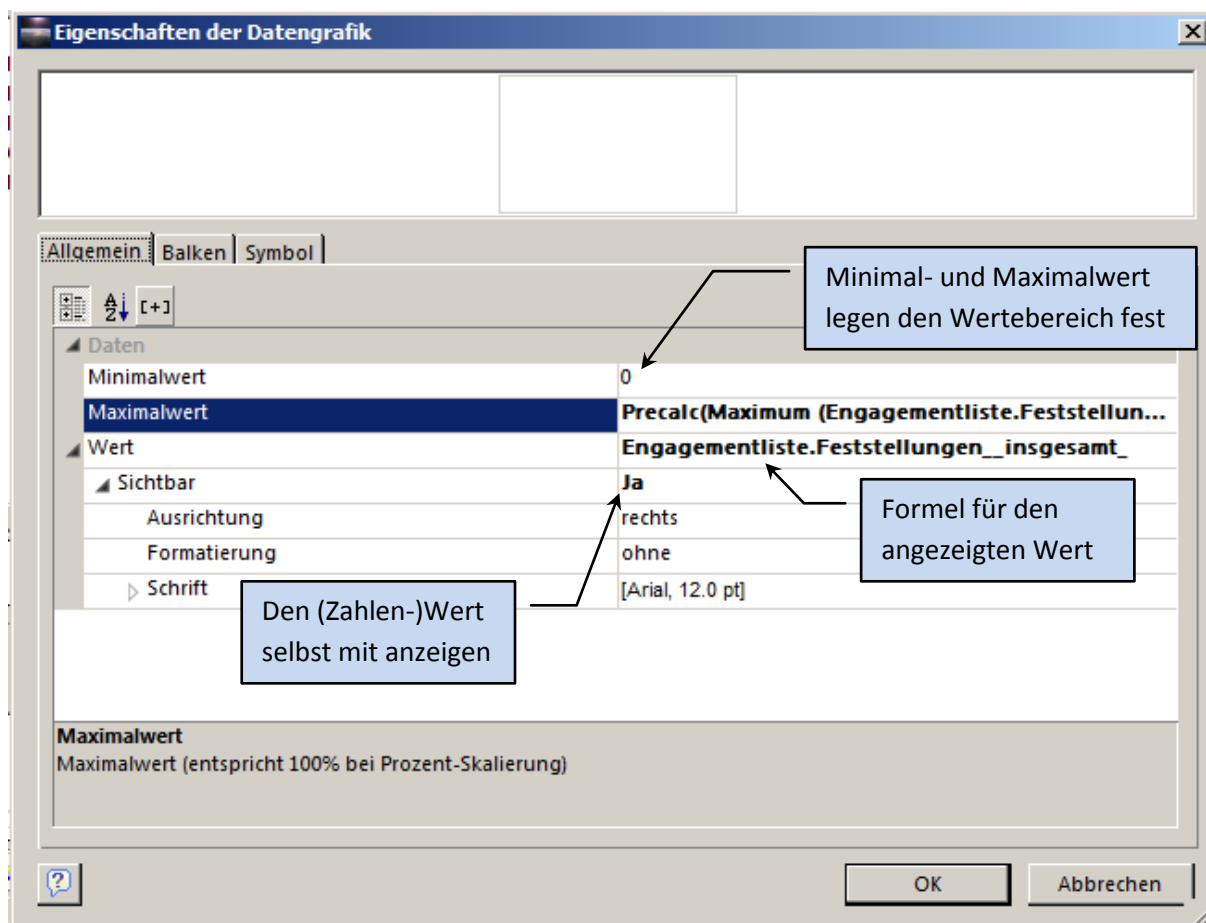 Eigenschaften der Datengrafik
Allgemein Balken Symbol
Minimal- und Maximalwert
legen den Wertebereich fest
A
Z [+]
Daten
Minimalwert 0
Maximalwert Precalc(Maximum (Engagementliste.Feststellun...
Wert Engagementliste.Feststellungen__insgesamt_
Sichtbar Ja
Ausrichtung rechts
Formatierung ohne
Schrift [Arial, 12.0 pt]
Formel für den
angezeigten Wert
Den (Zahlen-)Wert
selbst mit anzeigen
Maximalwert
Maximalwert (entspricht 100% bei Prozent-Skalierung)
? OK Abbrechen